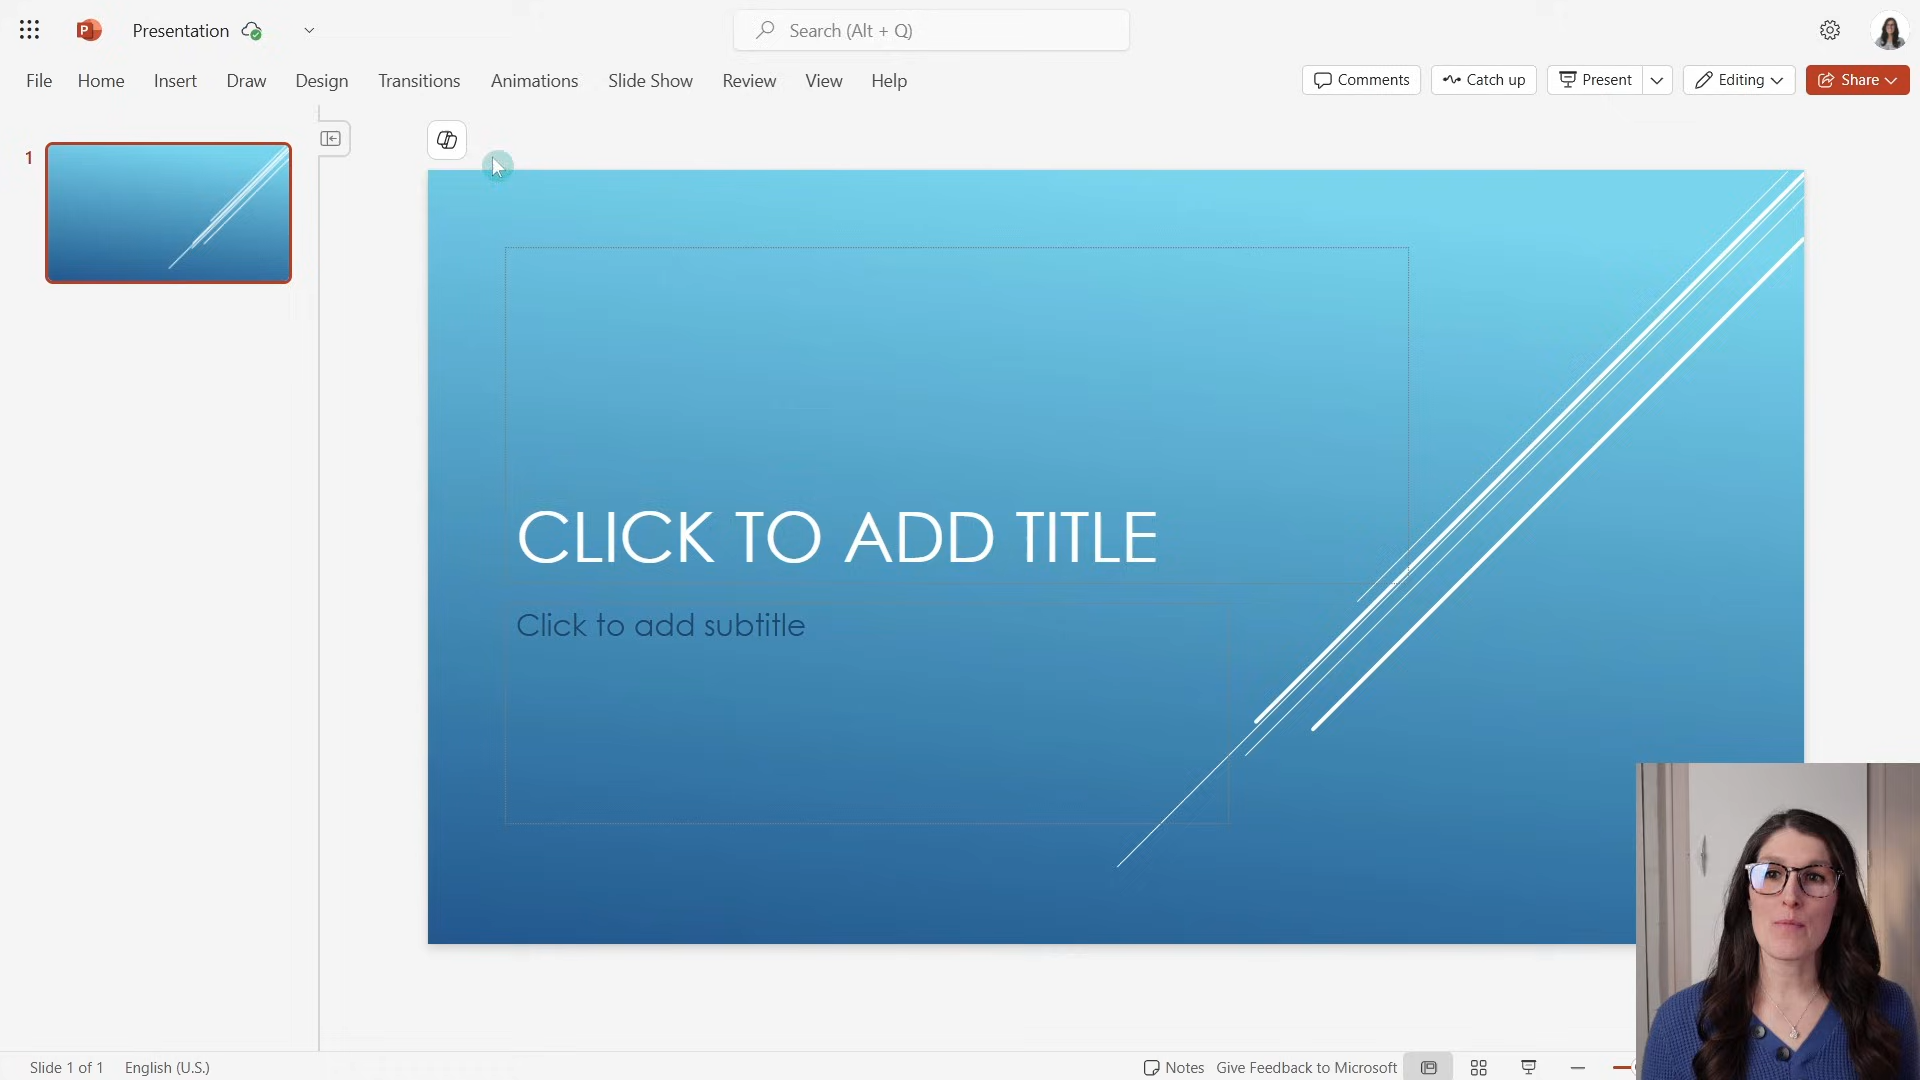 Presentation
Search (Alt + Q)
File Home Insert Draw Design Transitions Animations Slide Show Review View Help
Comments Catch up Present Editing Share
1
CLICK TO ADD TITLE
Click to add subtitle
Slide 1 of 1 English (U.S.) Notes Give Feedback to Microsoft